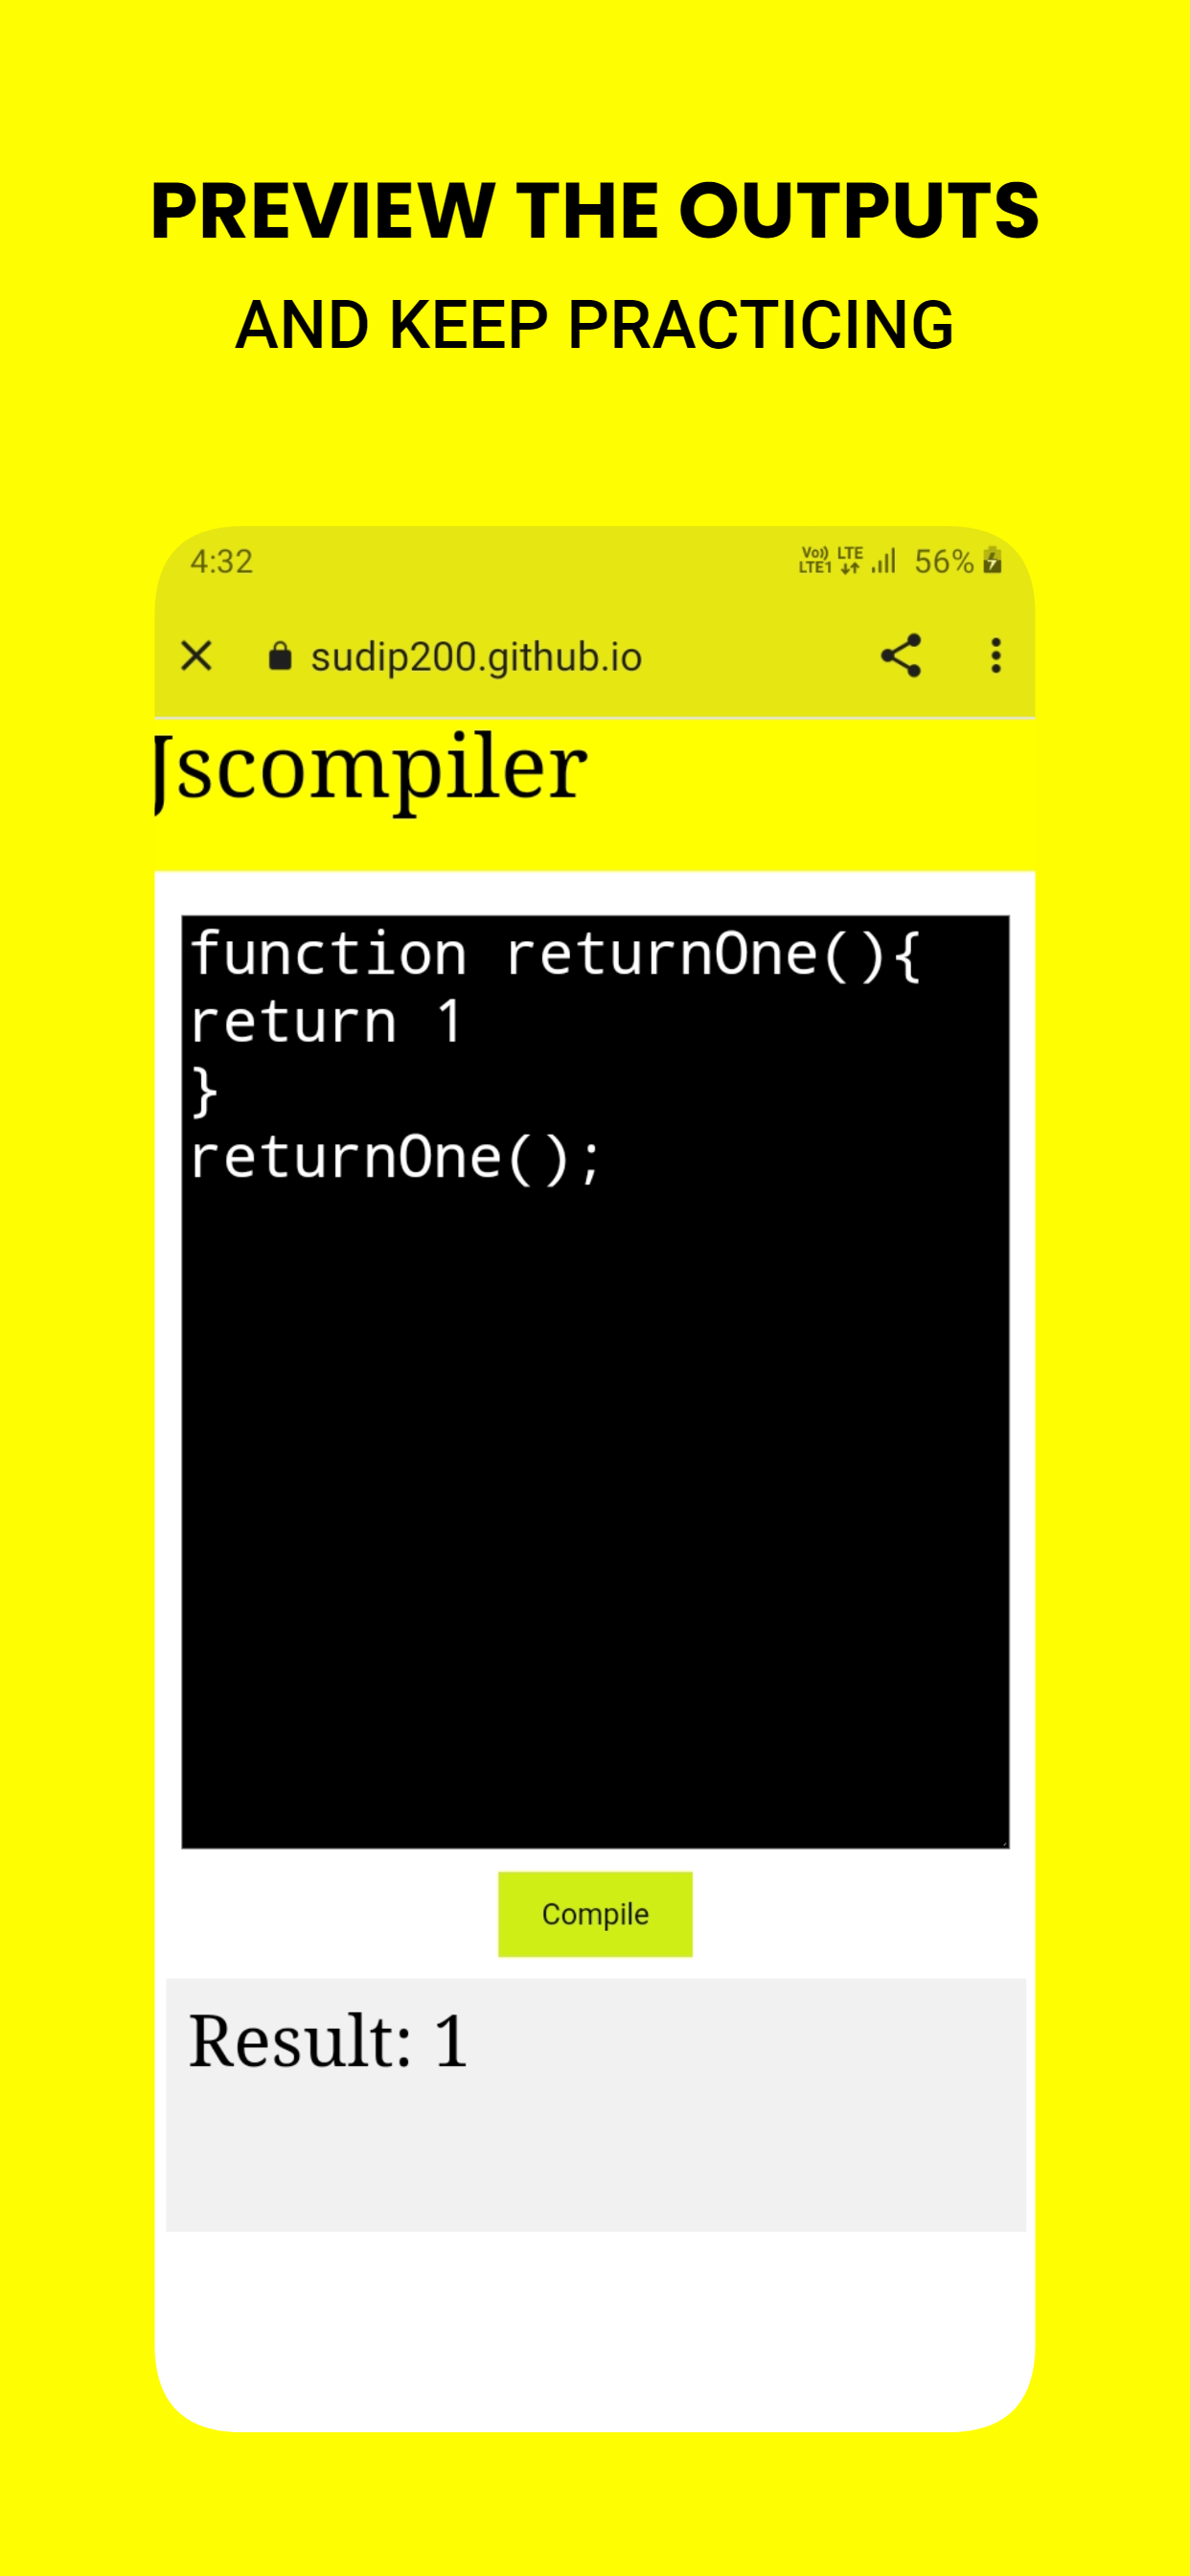 PREVIEW THE OUTPUTS
AND KEEP PRACTICING
4:32 Vo)) LTE1 LTE 56%
sudip200.github.io
Jscompiler
function returnOne(){
return 1
}
returnOne();
Compile
Result: 1